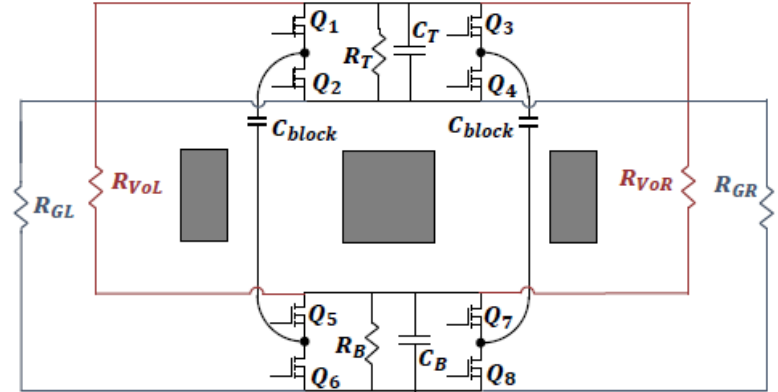 Q1
CT
Q3
RT
Q2
Q4
Cblock
Cblock
RVoL
RVoR
RGL
RGR
Q5
Q7
RB
CB
Q6
Q8